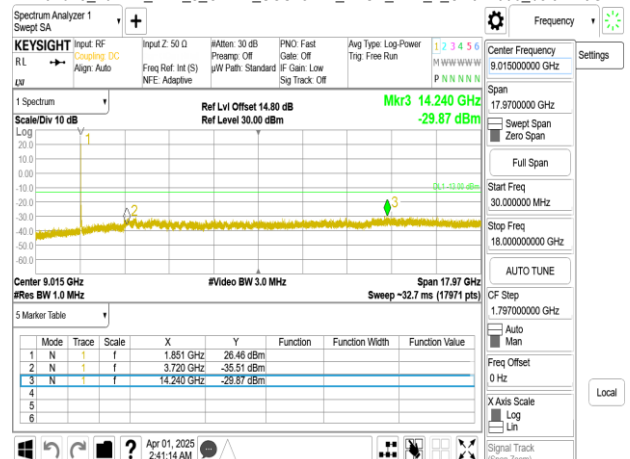 Spectrum Analyzer 1
Swept SA
Frequency
KEYSIGHT
RL
Input: RF
Coupling: DC
Align: Auto
Input Z: 50 Ω
Freq Ref: Int (S)
NFE: Adaptive
#Atten: 30 dB
Preamp: Off
µW Path: Standard
PNO: Fast
Gate: Off
IF Gain: Low
Sig Track: Off
Avg Type: Log-Power
Trig: Free Run
1 2 3 4 5 6
M W W W W W
P N N N N N
Center Frequency
9.015000000 GHz
Settings
Span
17.9700000 GHz
Swept Span
Zero Span
Full Span
Start Freq
30.000000 MHz
Stop Freq
18.000000000 GHz
AUTO TUNE
CF Step
1.797000000 GHz
Auto
Man
Freq Offset
0 Hz
X Axis Scale
Log
Lin
Local
Signal Track
(Span Zoom)
1 Spectrum
Scale/Div 10 dB
Log
Ref Lvl Offset 14.80 dB
Ref Level 30.00 dBm
Mkr3 14.240 GHz
-29.87 dBm
20.0
10.0
0.00
-10.0
-20.0
-30.0
-40.0
-50.0
-60.0
1
2
3
DL1 -13.00 dBm
Center 9.015 GHz
#Res BW 1.0 MHz
#Video BW 3.0 MHz
Span 17.97 GHz
Sweep ~32.7 ms (17971 pts)
5 Marker Table
Mode Trace Scale X Y Function Function Width Function Value
1 N 1 f 1.851 GHz 26.46 dBm
2 N 1 f 3.720 GHz -35.51 dBm
3 N 1 f 14.240 GHz -29.87 dBm
4
5
6
?
Apr 01, 2025
2:41:14 AM